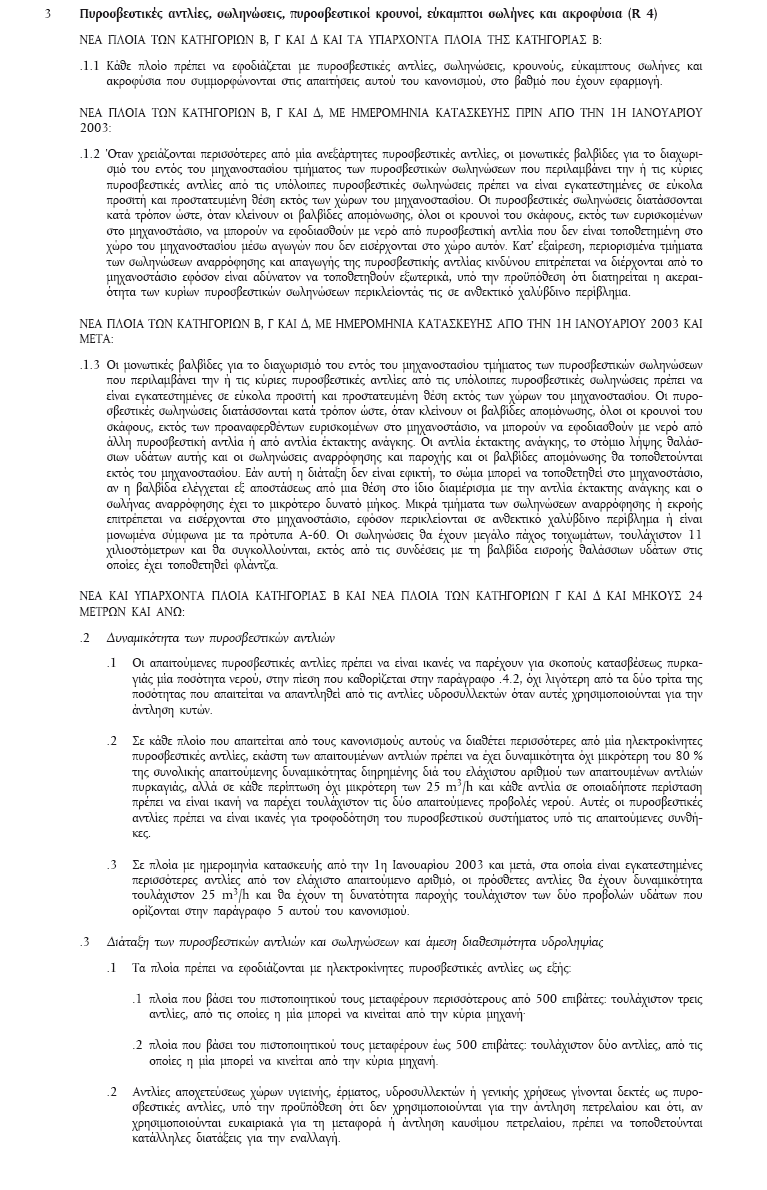 3 Πυροσβεστικές αντλίες, σωληνώσεις, πυροσβεστικοί κρουνοί, εύκαμπτοι σωλήνες και ακροφύσια (R 4)
ΝΕΑ ΠΛΟΙΑ ΤΩΝ ΚΑΤΗΓΟΡΙΩΝ Β, Γ ΚΑΙ Δ ΚΑΙ ΤΑ ΥΠΑΡΧΟΝΤΑ ΠΛΟΙΑ ΤΗΣ ΚΑΤΗΓΟΡΙΑΣ Β:
.1.1 Κάθε πλοίο πρέπει να εφοδιάζεται με πυροσβεστικές αντλίες, σωληνώσεις, κρουνούς, εύκαμπτους σωλήνες και
ακροφύσια που συμμορφώνονται στις απαιτήσεις αυτού του κανονισμού, στο βαθμό που έχουν εφαρμογή.
ΝΕΑ ΠΛΟΙΑ ΤΩΝ ΚΑΤΗΓΟΡΙΩΝ Β, Γ ΚΑΙ Δ, ΜΕ ΗΜΕΡΟΜΗΝΙΑ ΚΑΤΑΣΚΕΥΗΣ ΠΡΙΝ ΑΠΟ ΤΗΝ 1Η ΙΑΝΟΥΑΡΙΟΥ
2003:
.1.2 Όταν χρειάζονται περισσότερες από μία ανεξάρτητες πυροσβεστικές αντλίες, οι μονωτικές βαλβίδες για το διαχωρι-
σμό του εντός του μηχανοστασίου τμήματος των πυροσβεστικών σωληνώσεων που περιλαμβάνει την ή τις κύριες
πυροσβεστικές αντλίες από τις υπόλοιπες πυροσβεστικές σωληνώσεις πρέπει να είναι εγκατεστημένες σε εύκολα
προσιτή και προστατευμένη θέση εκτός των χώρων του μηχανοστασίου. Οι πυροσβεστικές σωληνώσεις διατάσσονται
κατά τρόπον ώστε, όταν κλείνουν οι βαλβίδες απομόνωσης, όλοι οι κρουνοί του σκάφους, εκτός των ευρισκομένων
στο μηχανοστάσιο, να μπορούν να εφοδιασθούν με νερό από πυροσβεστική αντλία που δεν είναι τοποθετημένη στο
χώρο του μηχανοστασίου μέσω αγωγών που δεν εισέρχονται στο χώρο αυτόν. Κατ' εξαίρεση, περιορισμένα τμήματα
των σωληνώσεων αναρρόφησης και απαγωγής της πυροσβεστικής αντλίας κινδύνου επιτρέπεται να διέρχονται από το
μηχανοστάσιο εφόσον είναι αδύνατον να τοποθετηθούν εξωτερικά, υπό την προϋπόθεση ότι διατηρείται η ακεραι-
ότητα των κυρίων πυροσβεστικών σωληνώσεων περικλειοντάς τις σε ανθεκτικό χαλύβδινο περίβλημα.
ΝΕΑ ΠΛΟΙΑ ΤΩΝ ΚΑΤΗΓΟΡΙΩΝ Β, Γ ΚΑΙ Δ, ΜΕ ΗΜΕΡΟΜΗΝΙΑ ΚΑΤΑΣΚΕΥΗΣ ΑΠΟ ΤΗΝ 1Η ΙΑΝΟΥΑΡΙΟΥ 2003 ΚΑΙ
ΜΕΤΑ:
.1.3 Οι μονωτικές βαλβίδες για το διαχωρισμό του εντός του μηχανοστασίου τμήματος των πυροσβεστικών σωληνώσεων
που περιλαμβάνει την ή τις κύριες πυροσβεστικές αντλίες από τις υπόλοιπες πυροσβεστικές σωληνώσεις πρέπει να
είναι εγκατεστημένες σε εύκολα προσιτή και προστατευμένη θέση εκτός των χώρων του μηχανοστασίου. Οι πυρο-
σβεστικές σωληνώσεις διατάσσονται κατά τρόπον ώστε, όταν κλείνουν οι βαλβίδες απομόνωσης, όλοι οι κρουνοί του
σκάφους, εκτός των προαναφερθέντων ευρισκομένων στο μηχανοστάσιο, να μπορούν να εφοδιασθούν με νερό από
άλλη πυροσβεστική αντλία ή από αντλία έκτακτης ανάγκης. Οι αντλία έκτακτης ανάγκης, το στόμιο λήψης θαλάσ-
σιων υδάτων αυτής και οι σωληνώσεις αναρρόφησης και παροχής και οι βαλβίδες απομόνωσης θα τοποθετούνται
εκτός του μηχανοστασίου. Εάν αυτή η διάταξη δεν είναι εφικτή, το σώμα μπορεί να τοποθετηθεί στο μηχανοστάσιο,
αν η βαλβίδα ελέγχεται εξ αποστάσεως από μια θέση στο ίδιο διαμέρισμα με την αντλία έκτακτης ανάγκης και ο
σωλήνας αναρρόφησης έχει το μικρότερο δυνατό μήκος. Μικρά τμήματα των σωληνώσεων αναρρόφησης ή εκροής
επιτρέπεται να εισέρχονται στο μηχανοστάσιο, εφόσον περικλείονται σε ανθεκτικό χαλύβδινο περίβλημα ή είναι
μονωμένα σύμφωνα με τα πρότυπα Α-60. Οι σωληνώσεις θα έχουν μεγάλο πάχος τοιχωμάτων, τουλάχιστον 11
χιλιοστόμετρων και θα συγκολλούνται, εκτός από τις συνδέσεις με τη βαλβίδα εισροής θαλάσσιων υδάτων στις
οποίες έχει τοποθετηθεί φλάντζα.
ΝΕΑ ΚΑΙ ΥΠΑΡΧΟΝΤΑ ΠΛΟΙΑ ΚΑΤΗΓΟΡΙΑΣ Β ΚΑΙ ΝΕΑ ΠΛΟΙΑ ΤΩΝ ΚΑΤΗΓΟΡΙΩΝ Γ ΚΑΙ Δ ΚΑΙ ΜΗΚΟΥΣ 24
ΜΕΤΡΩΝ ΚΑΙ ΑΝΩ:
.2 Δυναμικότητα των πυροσβεστικών αντλιών
.1 Οι απαιτούμενες πυροσβεστικές αντλίες πρέπει να είναι ικανές να παρέχουν για σκοπούς κατασβέσεως πυρκα-
γιάς μία ποσότητα νερού, στην πίεση που καθορίζεται στην παράγραφο .4.2, όχι λιγότερη από τα δύο τρίτα της
ποσότητας που απαιτείται να απαντληθεί από τις αντλίες υδροσυλλεκτών όταν αυτές χρησιμοποιούνται για την
άντληση κυτών.
.2 Σε κάθε πλοίο που απαιτείται από τους κανονισμούς αυτούς να διαθέτει περισσότερες από μία ηλεκτροκίνητες
πυροσβεστικές αντλίες, εκάστη των απαιτουμένων αντλιών πρέπει να έχει δυναμικότητα όχι μικρότερη του 80 %
της συνολικής απαιτούμενης δυναμικότητας διηρημένης διά του ελάχιστου αριθμού των απαιτουμένων αντλιών
πυρκαγιάς, αλλά σε κάθε περίπτωση όχι μικρότερη των 25 m³/h και κάθε αντλία σε οποιαδήποτε περίσταση
πρέπει να είναι ικανή να παρέχει τουλάχιστον τις δύο απαιτούμενες προβολές νερού. Αυτές οι πυροσβεστικές
αντλίες πρέπει να είναι ικανές για τροφοδότηση του πυροσβεστικού συστήματος υπό τις απαιτούμενες συνθή-
κες.
.3 Σε πλοία με ημερομηνία κατασκευής από την 1η Ιανουαρίου 2003 και μετά, στα οποία είναι εγκατεστημένες
περισσότερες αντλίες από τον ελάχιστο απαιτούμενο αριθμό, οι πρόσθετες αντλίες θα έχουν δυναμικότητα
τουλάχιστον 25 m³/h και θα έχουν τη δυνατότητα παροχής τουλάχιστον των δύο προβολών υδάτων που
ορίζονται στην παράγραφο 5 αυτού του κανονισμού.
.3 Διάταξη των πυροσβεστικών αντλιών και σωληνώσεων και άμεση διαθεσιμότητα υδροληψίας
.1 Τα πλοία πρέπει να εφοδιάζονται με ηλεκτροκίνητες πυροσβεστικές αντλίες ως εξής:
.1 πλοία που βάσει του πιστοποιητικού τους μεταφέρουν περισσότερους από 500 επιβάτες: τουλάχιστον τρεις
αντλίες, από τις οποίες η μία μπορεί να κινείται από την κύρια μηχανή·
.2 πλοία που βάσει του πιστοποιητικού τους μεταφέρουν έως 500 επιβάτες: τουλάχιστον δύο αντλίες, από τις
οποίες η μία μπορεί να κινείται από την κύρια μηχανή.
.2 Αντλίες αποχετεύσεως χώρων υγιεινής, έρματος, υδροσυλλεκτών ή γενικής χρήσεως γίνονται δεκτές ως πυρο-
σβεστικές αντλίες, υπό την προϋπόθεση ότι δεν χρησιμοποιούνται για την άντληση πετρελαίου και ότι, αν
χρησιμοποιούνται ευκαιριακά για τη μεταφορά ή άντληση καυσίμου πετρελαίου, πρέπει να τοποθετούνται
κατάλληλες διατάξεις για την εναλλαγή.